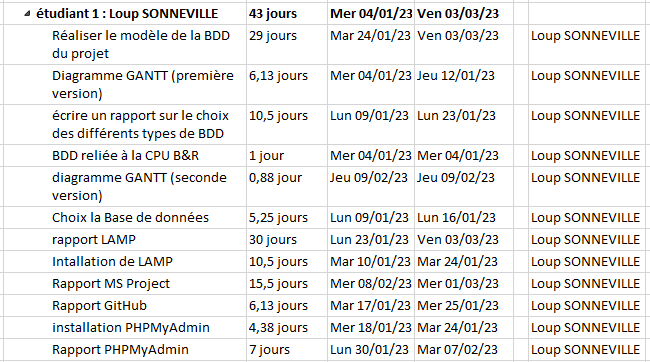 étudiant 1 : Loup SONNEVILLE 43 jours Mer 04/01/23 Ven 03/03/23
Réaliser le modèle de la BDD 29 jours Mar 24/01/23 Ven 03/03/23 Loup SONNEVILLE
du projet
Diagramme GANTT (première 6,13 jours Mer 04/01/23 Jeu 12/01/23 Loup SONNEVILLE
version)
écrire un rapport sur le choix 10,5 jours Lun 09/01/23 Lun 23/01/23 Loup SONNEVILLE
des différents types de BDD
BDD reliée à la CPU B&R 1 jour Mer 04/01/23 Mer 04/01/23 Loup SONNEVILLE
diagramme GANTT (seconde 0,88 jour Jeu 09/02/23 Jeu 09/02/23 Loup SONNEVILLE
version)
Choix la Base de données 5,25 jours Lun 09/01/23 Lun 16/01/23 Loup SONNEVILLE
rapport LAMP 30 jours Lun 23/01/23 Ven 03/03/23 Loup SONNEVILLE
Intallation de LAMP 10,5 jours Mar 10/01/23 Mar 24/01/23 Loup SONNEVILLE
Rapport MS Project 15,5 jours Mer 08/02/23 Mer 01/03/23 Loup SONNEVILLE
Rapport GitHub 6,13 jours Mar 17/01/23 Mer 25/01/23 Loup SONNEVILLE
installation PHPMyAdmin 4,38 jours Mer 18/01/23 Mar 24/01/23 Loup SONNEVILLE
Rapport PHPMyAdmin 7 jours Lun 30/01/23 Mar 07/02/23 Loup SONNEVILLE